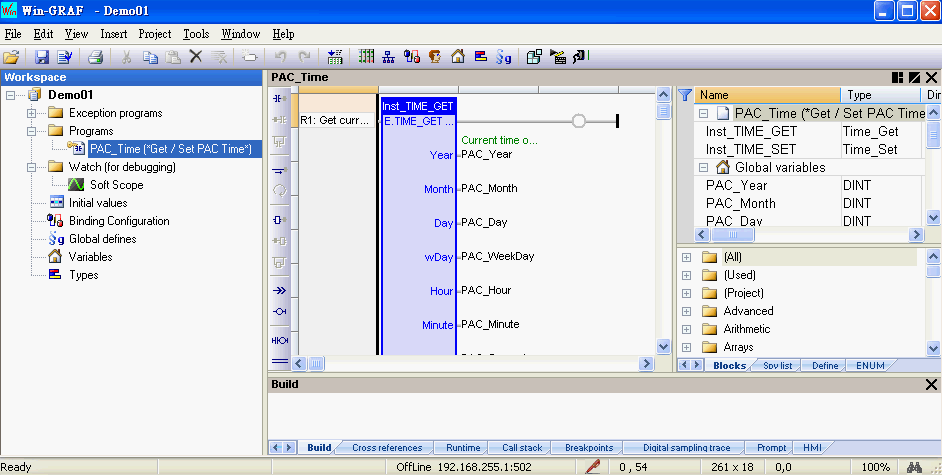 Win-GRAF - Demo01
File Edit View Insert Project Tools Window Help
Workspace
Demo01
Exception programs
Programs
PAC_Time (*Get / Set PAC Time*)
Watch (for debugging)
Soft Scope
Initial values
Binding Configuration
Global defines
Variables
Types
PAC_Time
R1: Get curr...
Inst_TIME_GET
E.TIME_GET ...
Current time o...
Year PAC_Year
Month PAC_Month
Day PAC_Day
wDay PAC_WeekDay
Hour PAC_Hour
Minute PAC_Minute
Name Type Dir
PAC_Time (*Get / Set PAC Time
Inst_TIME_GET Time_Get
Inst_TIME_SET Time_Set
Global variables
PAC_Year DINT
PAC_Month DINT
PAC_Day DINT
(All)
(Used)
(Project)
Advanced
Arithmetic
Arrays
Blocks Spy list Define ENUM
Build
Build Cross references Runtime Call stack Breakpoints Digital sampling trace Prompt HMI
Ready OffLine 192.168.255.1:502 0 , 54 261 x 18 0,0 100%